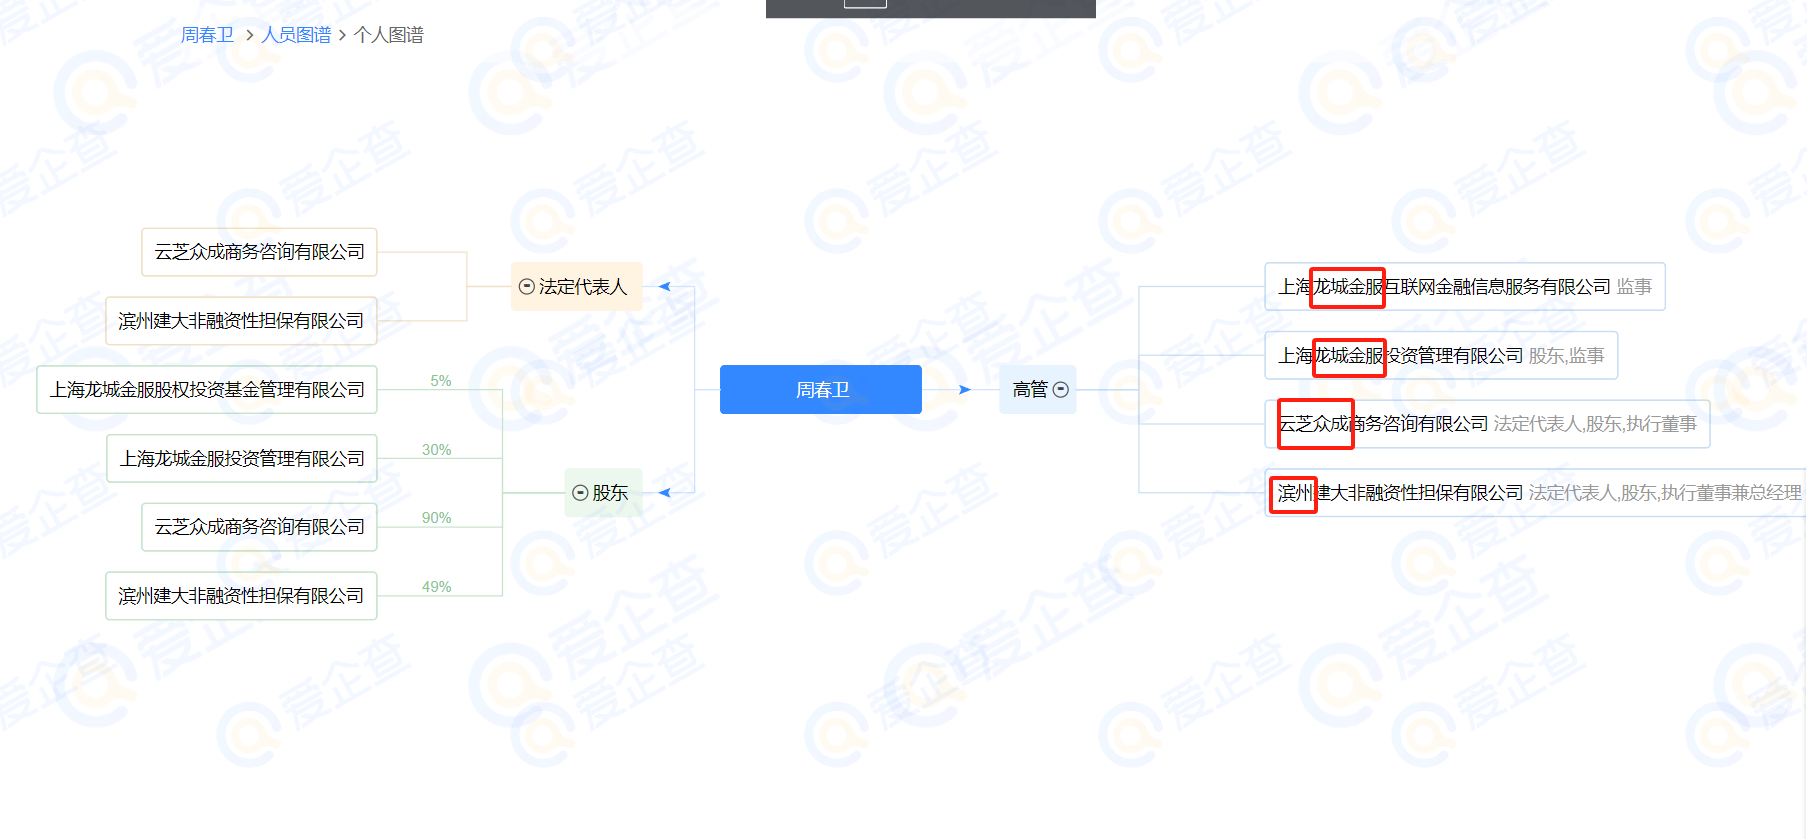 周春卫 > 人员图谱 > 个人图谱
云芝众成商务咨询有限公司
滨州建大非融资性担保有限公司
法定代表人
上海龙城金服股权投资基金管理有限公司
5%
上海龙城金服投资管理有限公司
30%
云芝众成商务咨询有限公司
90%
滨州建大非融资性担保有限公司
49%
股东
周春卫
高管
上海龙城金服互联网金融信息服务有限公司 监事
上海龙城金服投资管理有限公司 股东,监事
云芝众成商务咨询有限公司 法定代表人,股东,执行董事
滨州建大非融资性担保有限公司 法定代表人,股东,执行董事兼总经理
爱企查